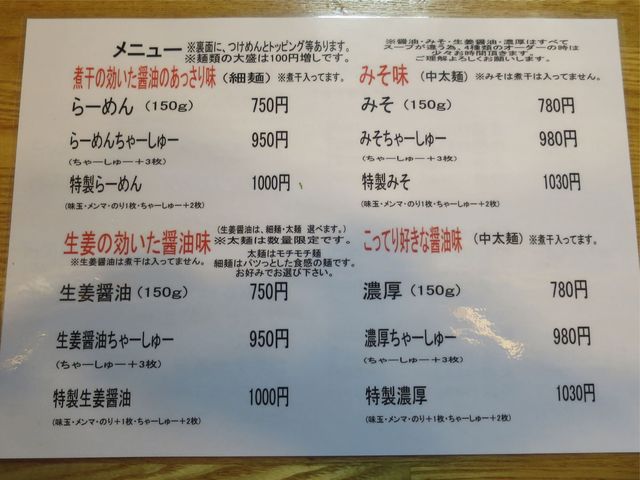 メニュー ※裏面に、つけめんとトッピング等あります。
※麺類の大盛は100円増しです。
※醤油・みそ・生姜醤油・濃厚はすべて
スープが違う為、4種類のオーダーの時は
少々お時間頂きます。
ご理解よろしくお願いします。
煮干の効いた醤油のあっさり味 (細麺) ※煮干入ってます。
らーめん (150g) 750円
らーめんちゃーしゅー 950円
(ちゃーしゅー+3枚)
特製らーめん 1000円
(味玉・メンマ・のり1枚・ちゃーしゅー+2枚)
みそ味 (中太麺) ※みそは煮干入ってません。
みそ (150g) 780円
みそちゃーしゅー 980円
(ちゃーしゅー+3枚)
特製みそ 1030円
(味玉・メンマ・のり1枚・ちゃーしゅー+2枚)
生姜の効いた醤油味 (生姜醤油は、細麺・太麺 選べます。)
※太麺は数量限定です。
※生姜醤油は煮干は入ってません。
太麺はモチモチ麺
細麺はパツっとした食感の麺です。
お好みでお選び下さい。
生姜醤油 (150g) 750円
生姜醤油ちゃーしゅー 950円
(ちゃーしゅー+3枚)
特製生姜醤油 1000円
(味玉・メンマ・のり+1枚・ちゃーしゅー+2枚)
こってり好きな醤油味 (中太麺) ※煮干入ってます。
濃厚 (150g) 780円
濃厚ちゃーしゅー 980円
(ちゃーしゅー+3枚)
特製濃厚 1030円
(味玉・メンマ・のり+1枚・ちゃーしゅー+2枚)